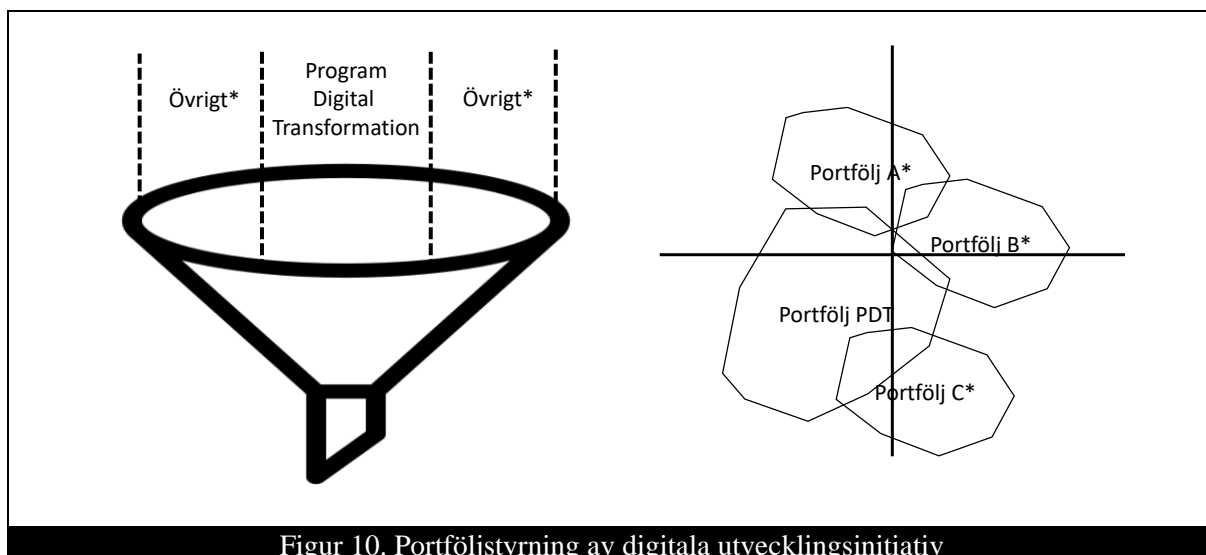 Övrigt*
Program
Digital
Transformation
Övrigt*
Portfölj A*
Portfölj B*
Portfölj PDT
Portfölj C*
Figur 10. Portföljstyrning av digitala utvecklingsinitiativ